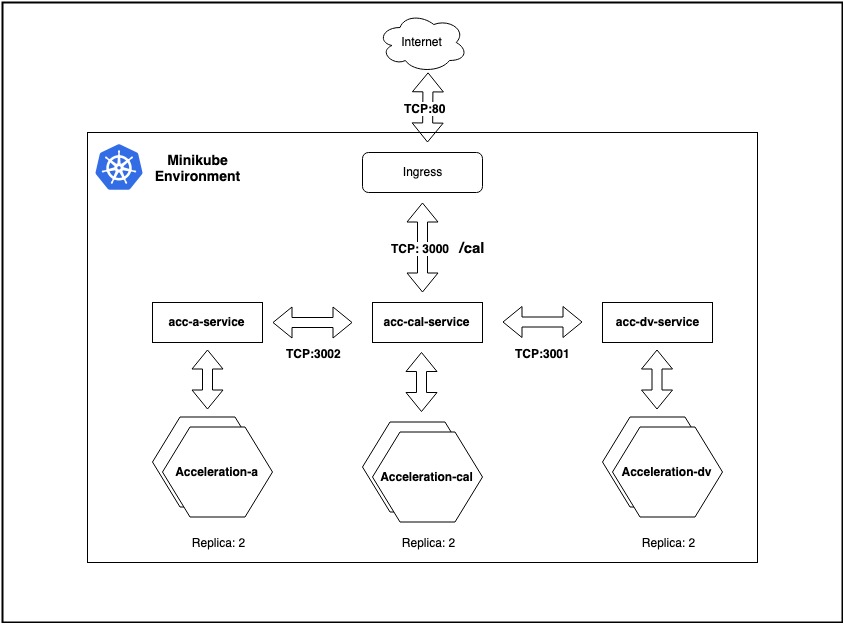 Internet
TCP:80
Minikube
Environment
Ingress
TCP: 3000 /cal
acc-a-service
acc-cal-service
acc-dv-service
TCP:3002
TCP:3001
Acceleration-a
Acceleration-cal
Acceleration-dv
Replica: 2
Replica: 2
Replica: 2